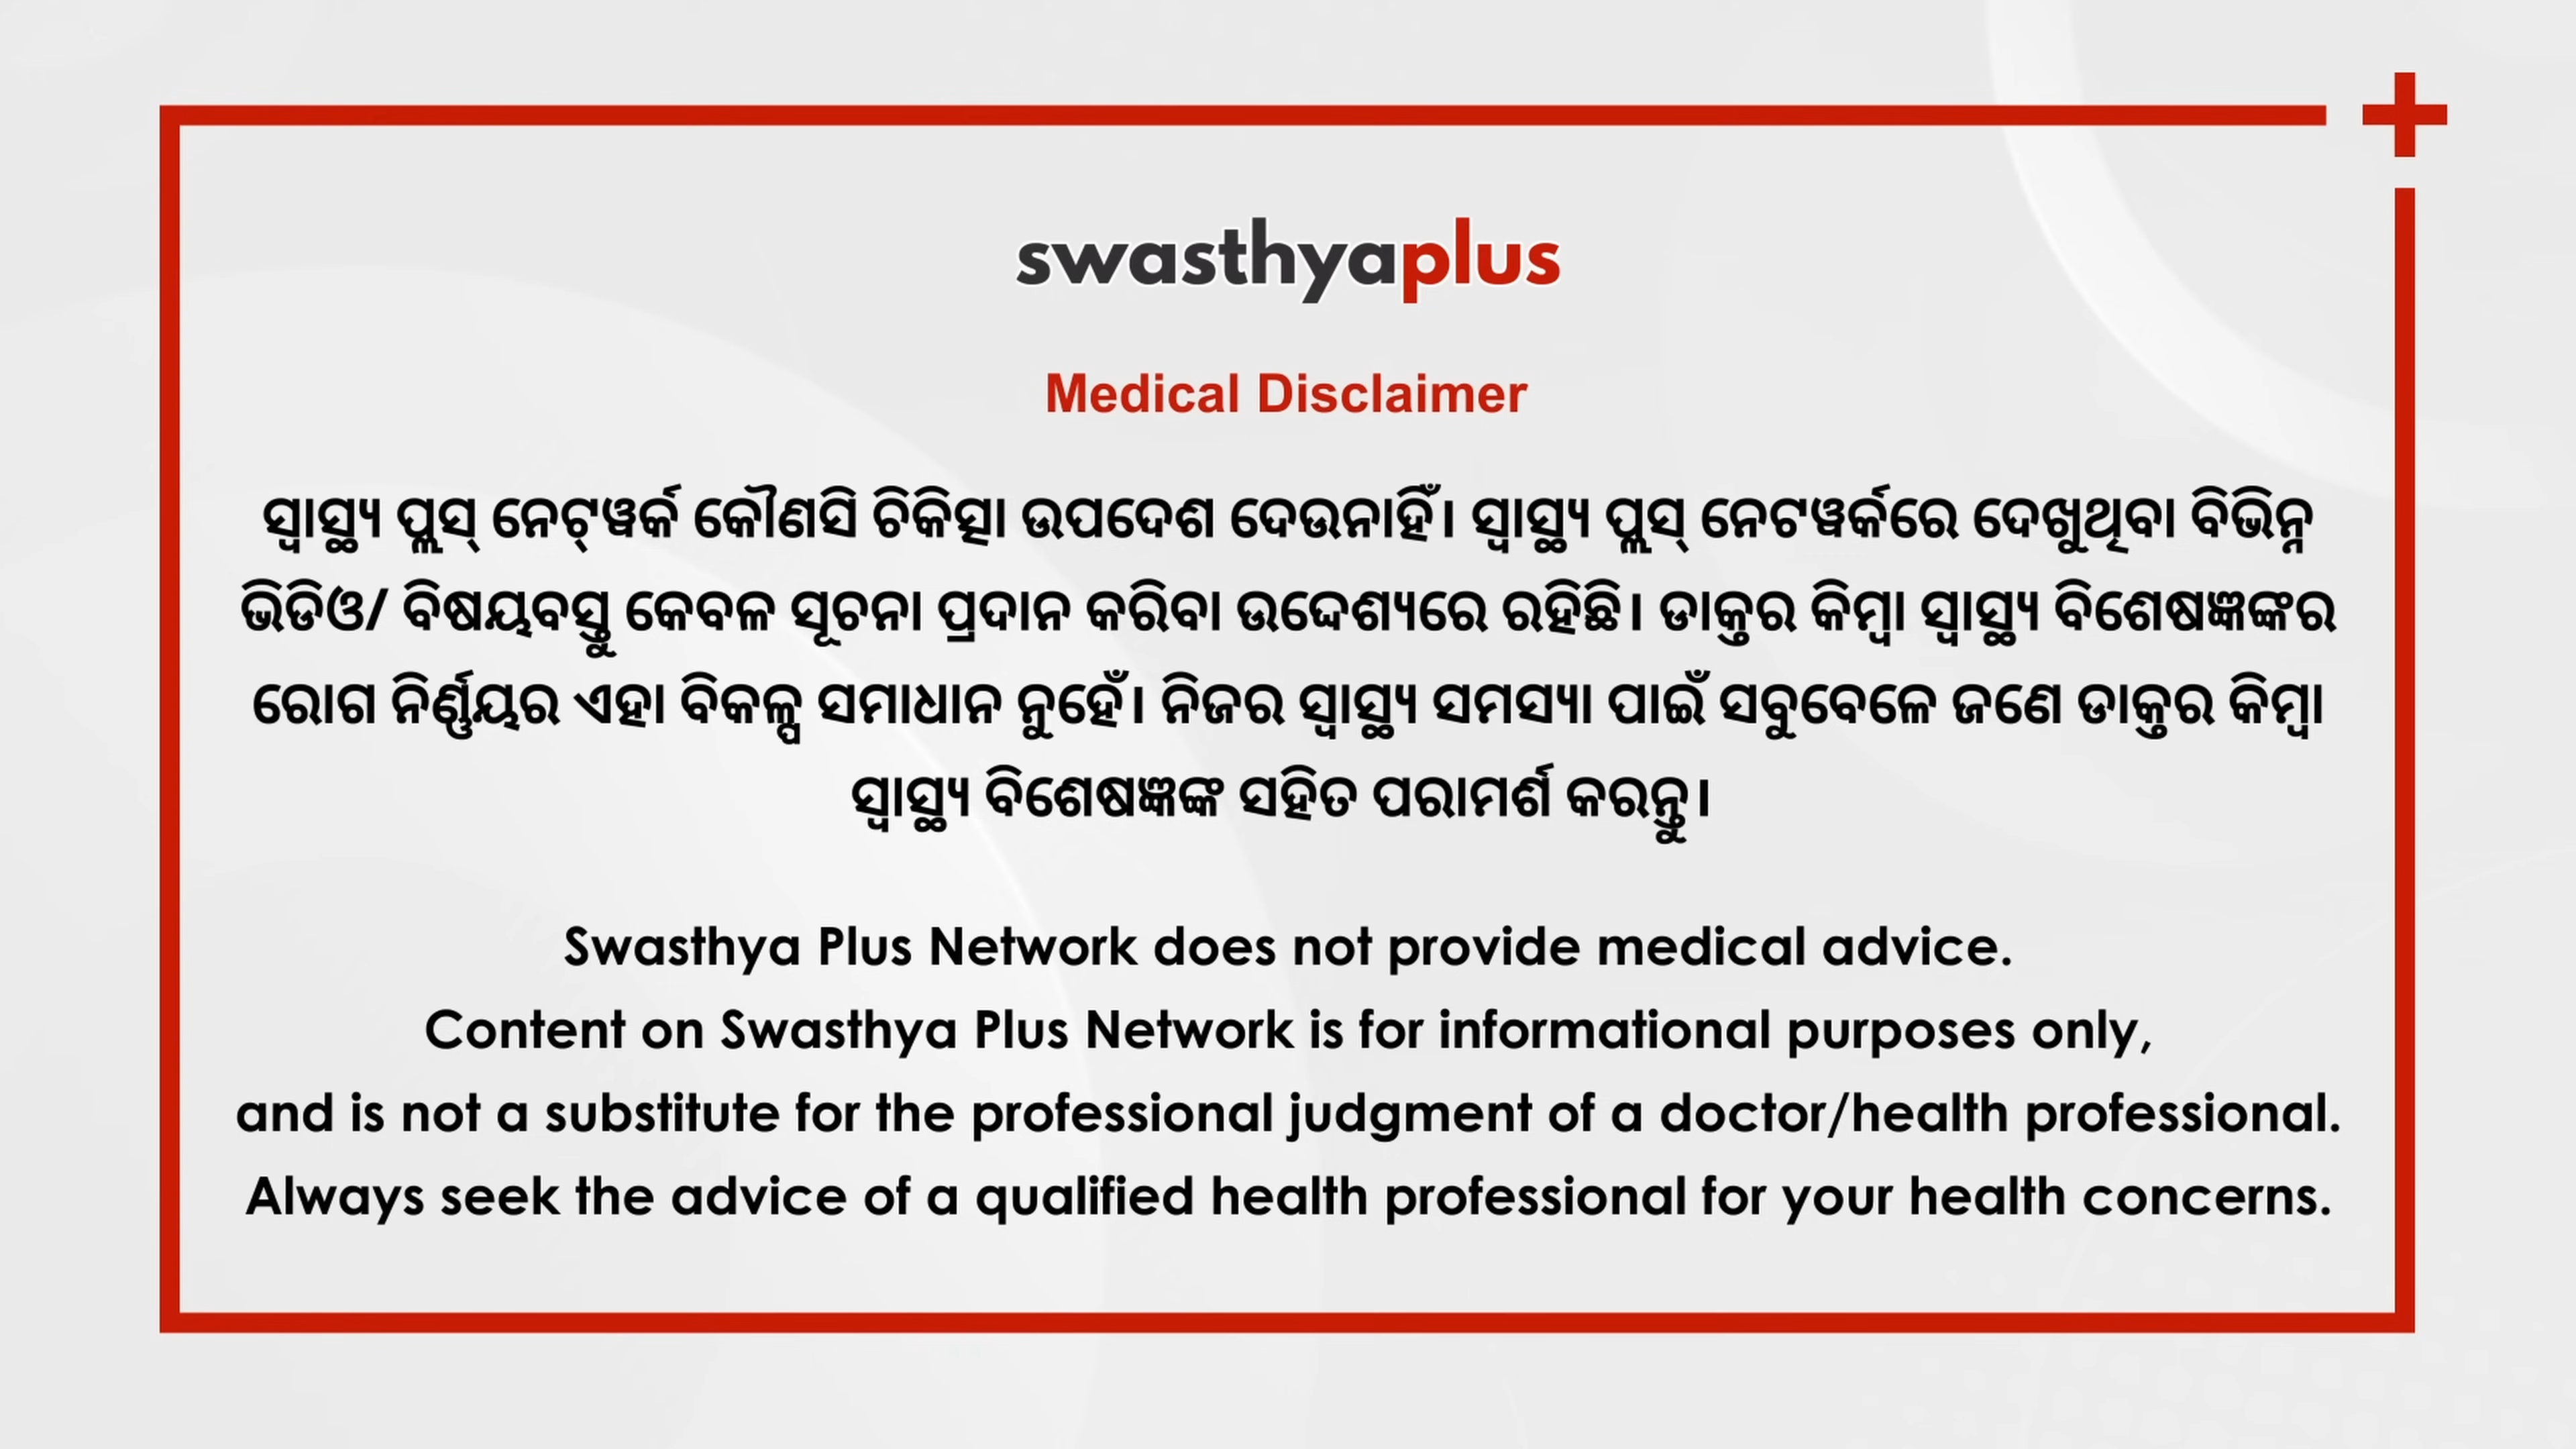 swasthyaplus
Medical Disclaimer
ସ୍ୱାସ୍ଥ୍ୟ ପ୍ଲସ୍ ନେଟ୍‌ୱର୍କ କୌଣସି ଚିକିତ୍ସା ଉପଦେଶ ଦେଉନାହିଁ। ସ୍ୱାସ୍ଥ୍ୟ ପ୍ଲସ୍ ନେଟୱର୍କରେ ଦେଖୁଥିବା ବିଭିନ୍ନ
ଭିଡିଓ/ ବିଷୟବସ୍ତୁ କେବଳ ସୂଚନା ପ୍ରଦାନ କରିବା ଉଦ୍ଦେଶ୍ୟରେ ରହିଛି। ଡାକ୍ତର କିମ୍ବା ସ୍ୱାସ୍ଥ୍ୟ ବିଶେଷଜ୍ଞଙ୍କର
ରୋଗ ନିର୍ଣ୍ଣୟର ଏହା ବିକଳ୍ପ ସମାଧାନ ନୁହେଁ। ନିଜର ସ୍ୱାସ୍ଥ୍ୟ ସମସ୍ୟା ପାଇଁ ସବୁବେଳେ ଜଣେ ଡାକ୍ତର କିମ୍ବା
ସ୍ୱାସ୍ଥ୍ୟ ବିଶେଷଜ୍ଞଙ୍କ ସହିତ ପରାମର୍ଶ କରନ୍ତୁ।
Swasthya Plus Network does not provide medical advice.
Content on Swasthya Plus Network is for informational purposes only,
and is not a substitute for the professional judgment of a doctor/health professional.
Always seek the advice of a qualified health professional for your health concerns.